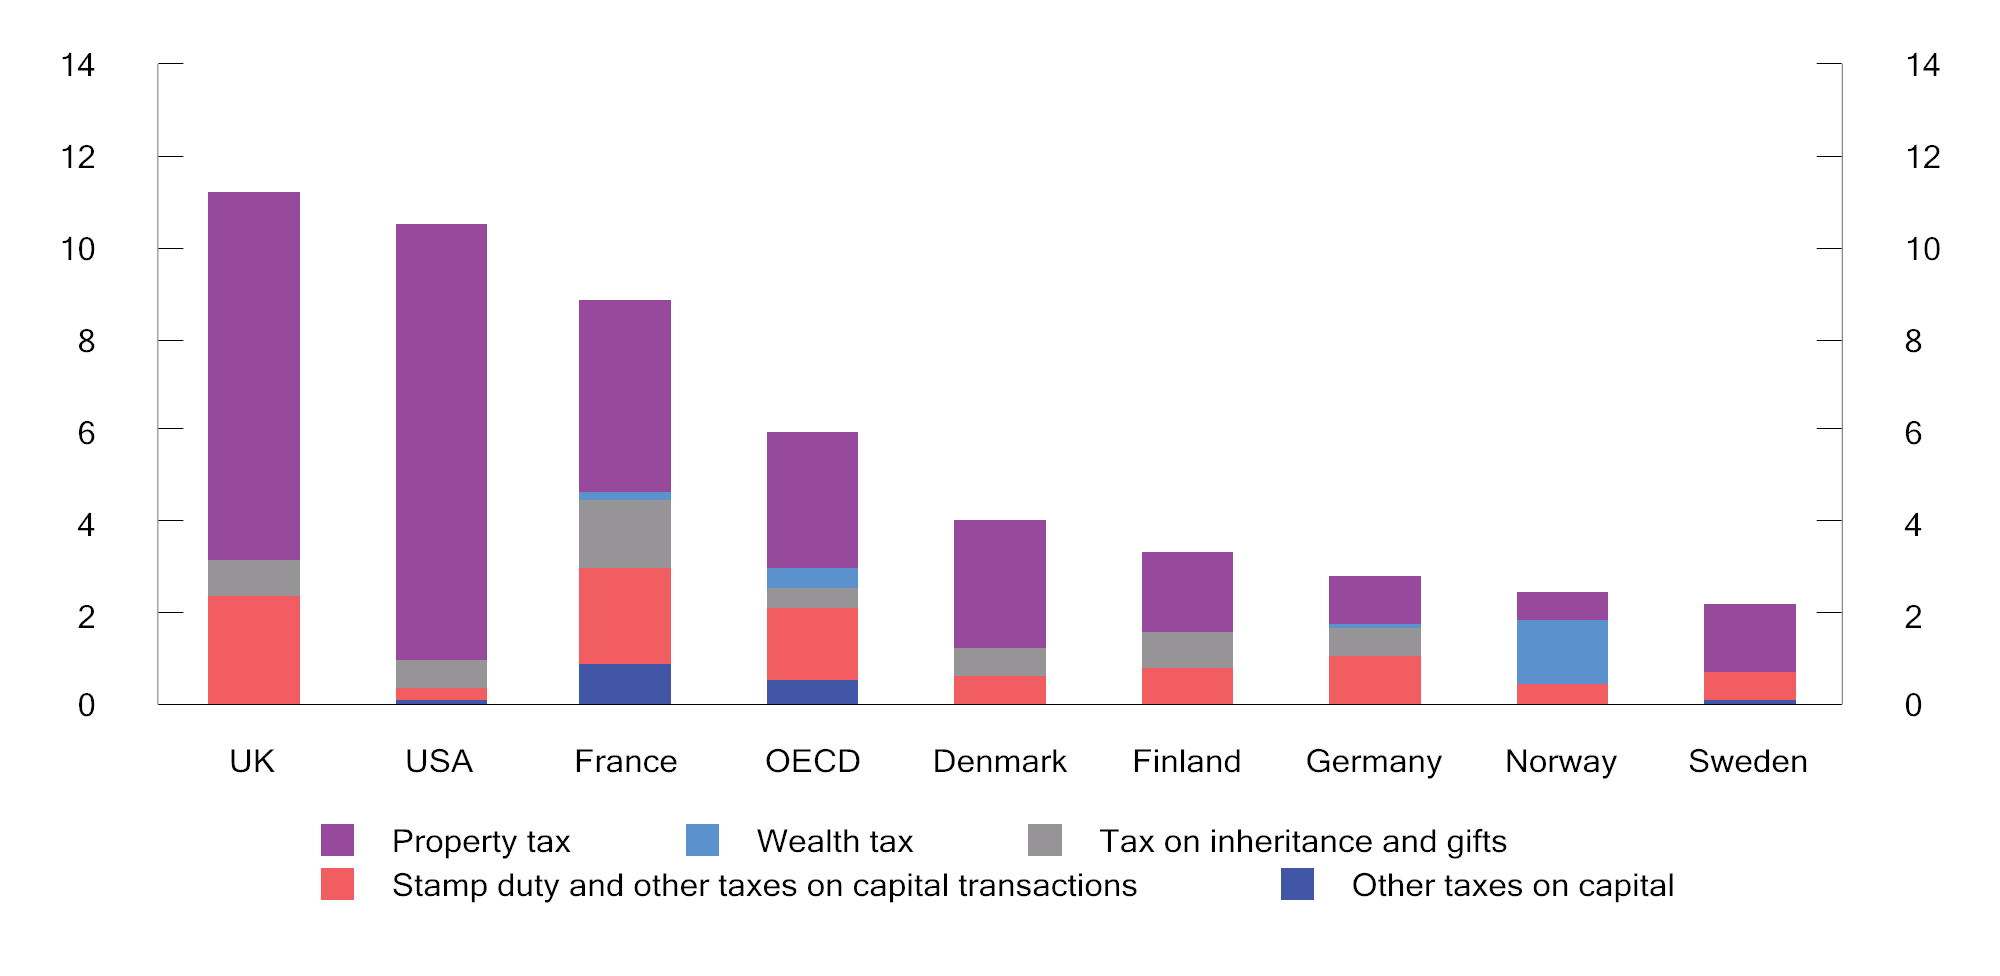 14 14
12 12
10 10
8 8
6 6
4 4
2 2
0 0
UK USA France OECD Denmark Finland Germany Norway Sweden
Property tax Wealth tax Tax on inheritance and gifts
Stamp duty and other taxes on capital transactions Other taxes on capital